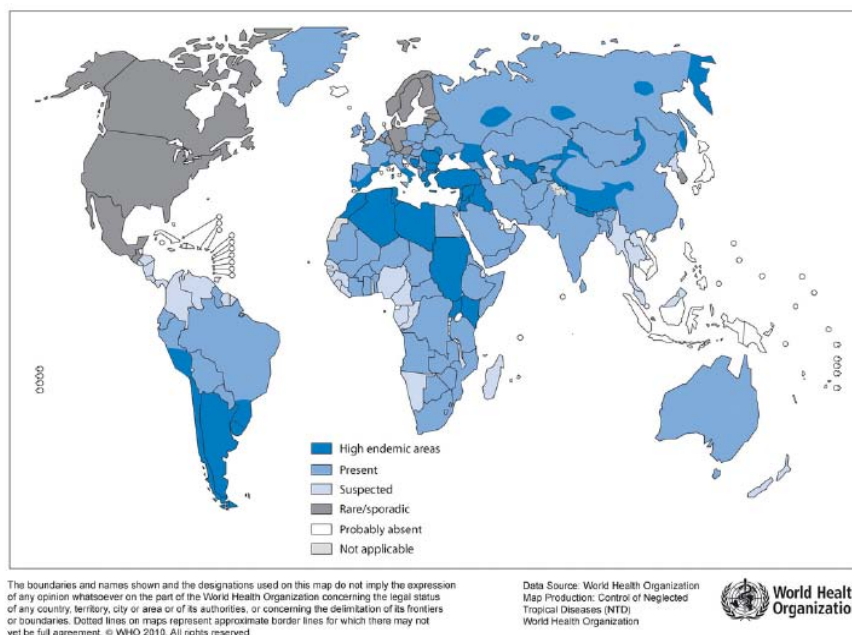 High endemic areas
Present
Suspected
Rare/sporadic
Probably absent
Not applicable
The boundaries and names shown and the designations used on this map do not imply the expression
of any opinion whatsoever on the part of the World Health Organization concerning the legal status
of any country, territory, city or area or of its authorities, or concerning the delimitation of its frontiers
or boundaries. Dotted lines on maps represent approximate border lines for which there may not
yet be full agreement. © WHO 2010. All rights reserved
Data Source: World Health Organization
Map Production: Control of Neglected
Tropical Diseases (NTD)
World Health Organization
World Healt
Organizatio